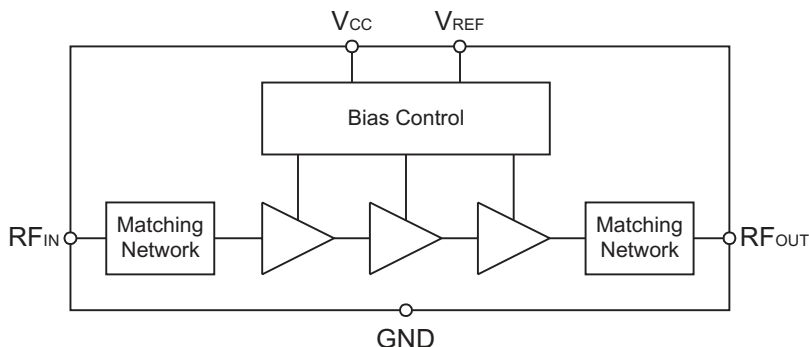 VCC
VREF
Bias Control
RFIN
Matching
Network
Matching
Network
RFOUT
GND